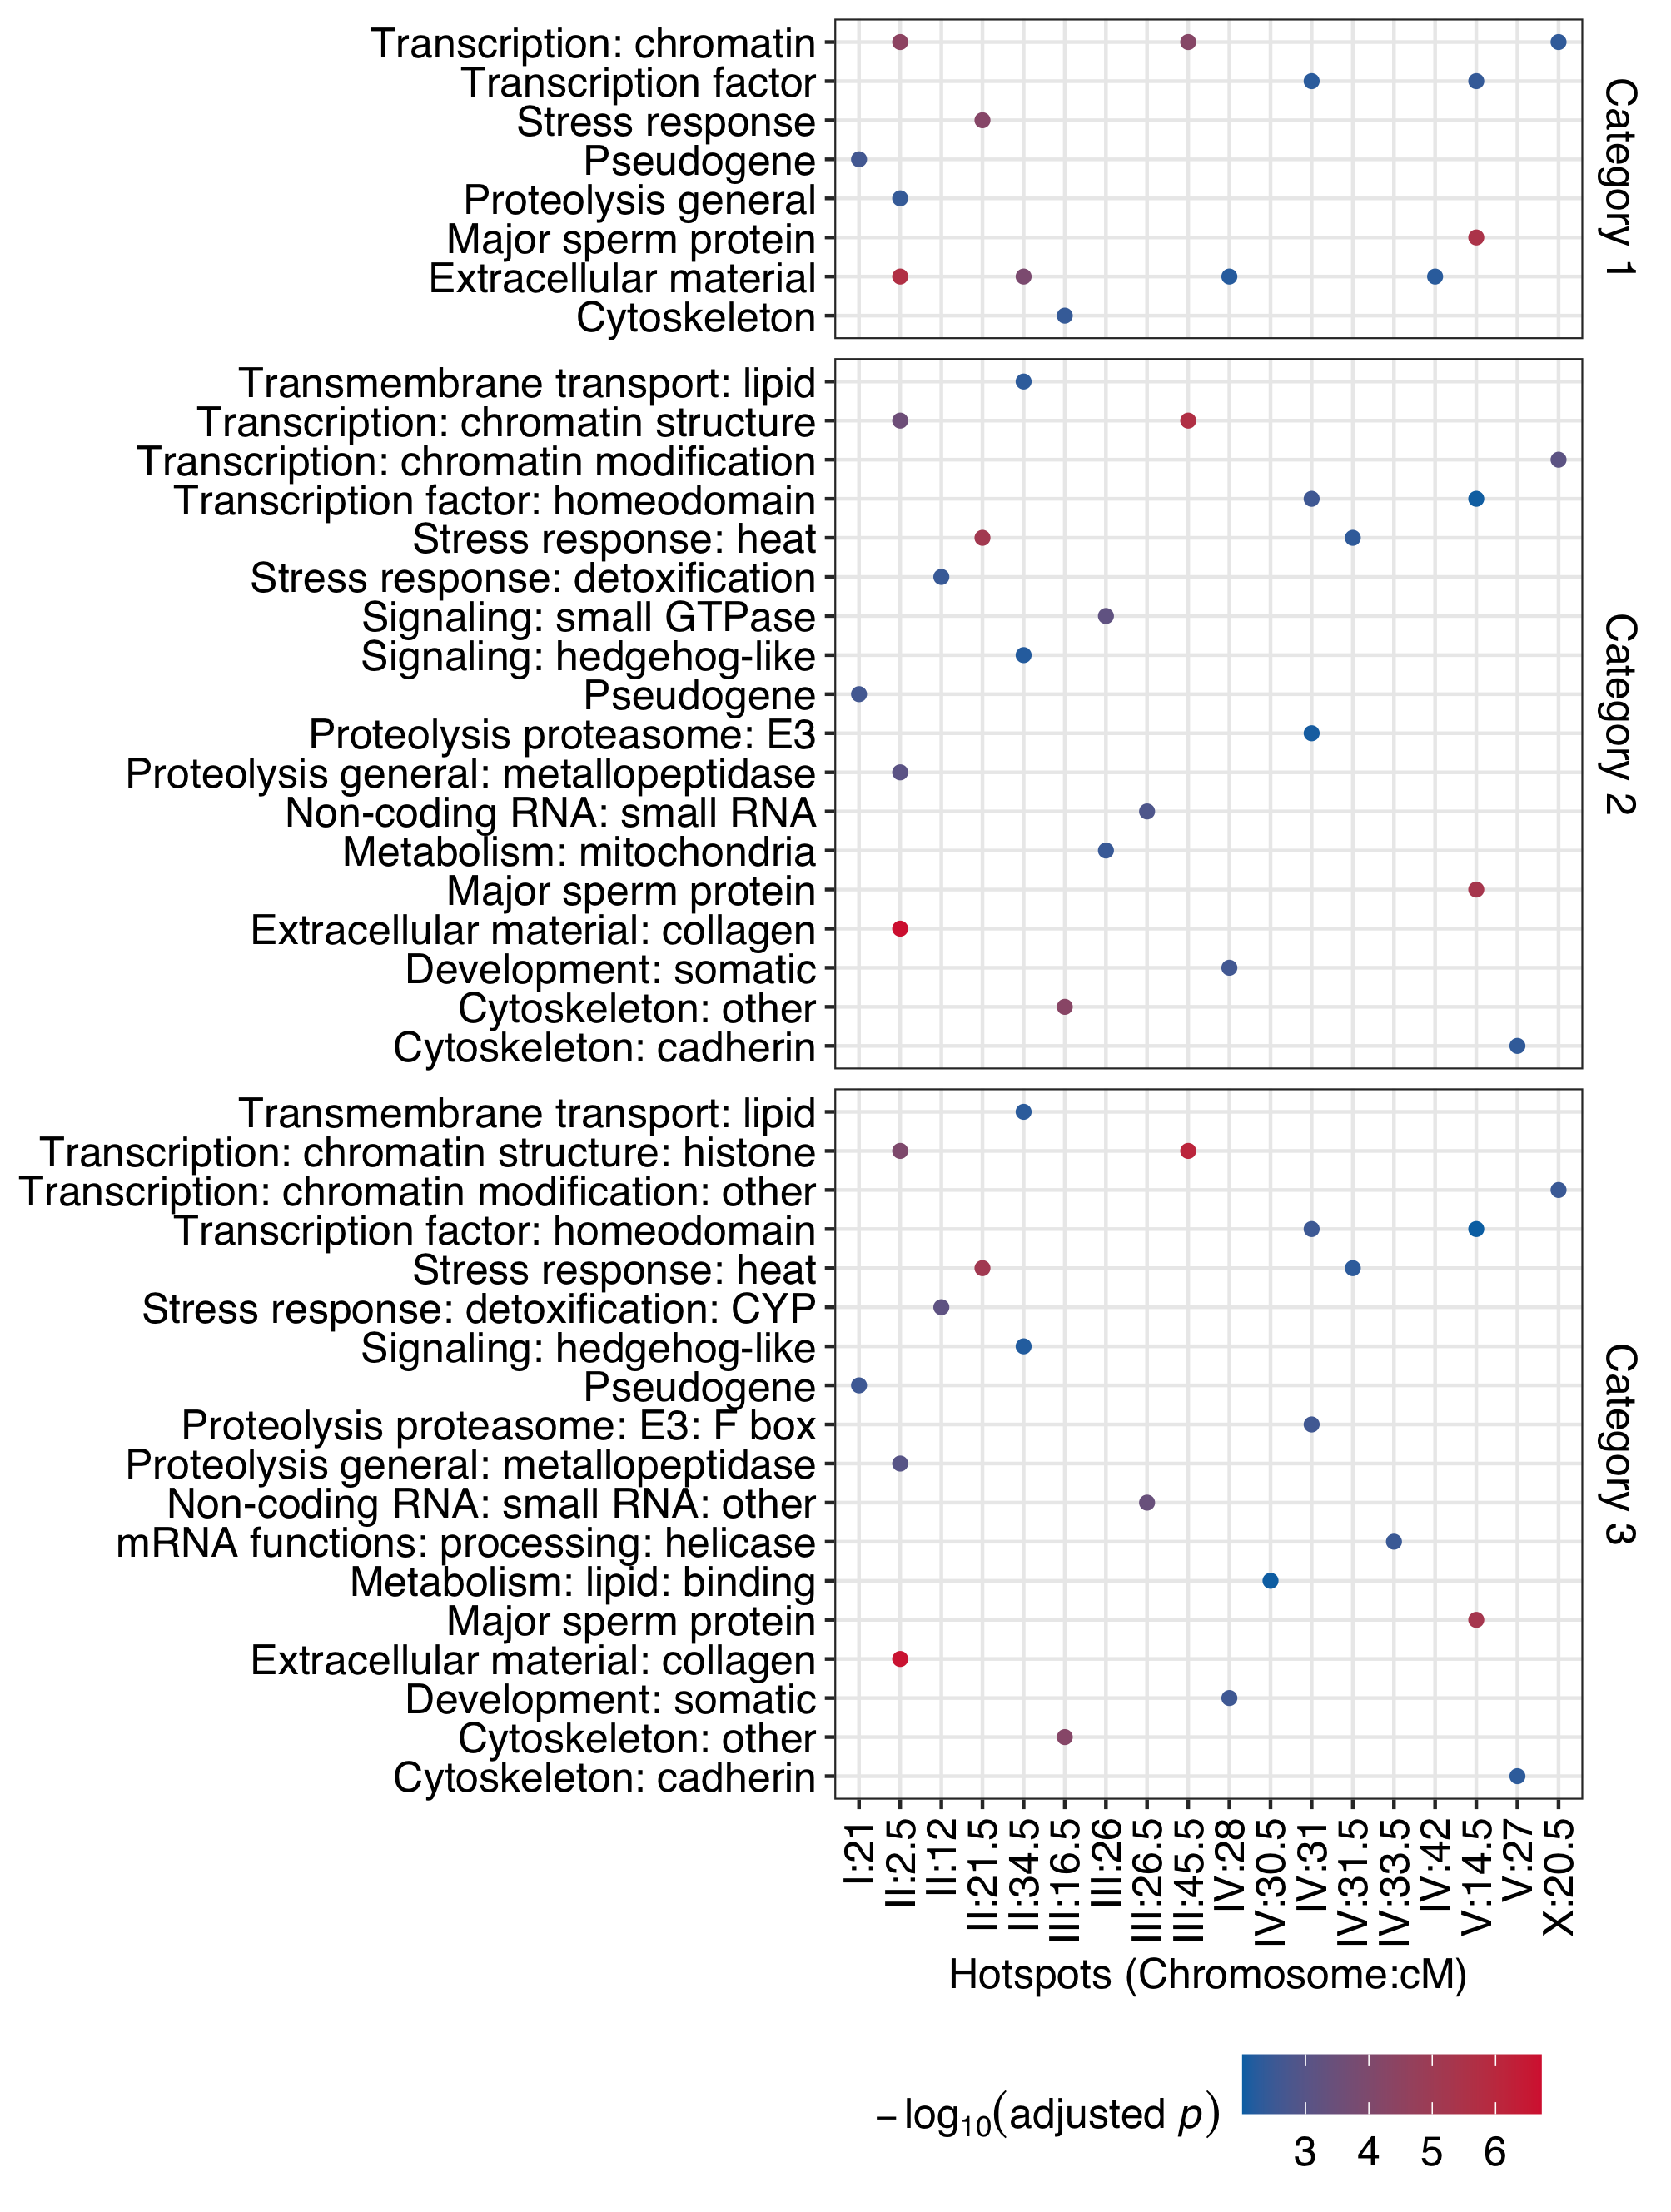 Transcription: chromatin
Transcription factor
Stress response
Pseudogene
Proteolysis general
Major sperm protein
Extracellular material
Cytoskeleton
Category 1
Transmembrane transport: lipid
Transcription: chromatin structure
Transcription: chromatin modification
Transcription factor: homeodomain
Stress response: heat
Stress response: detoxification
Signaling: small GTPase
Signaling: hedgehog-like
Pseudogene
Proteolysis proteasome: E3
Proteolysis general: metallopeptidase
Non-coding RNA: small RNA
Metabolism: mitochondria
Major sperm protein
Extracellular material: collagen
Development: somatic
Cytoskeleton: other
Cytoskeleton: cadherin
Category 2
Transmembrane transport: lipid
Transcription: chromatin structure: histone
Transcription: chromatin modification: other
Transcription factor: homeodomain
Stress response: heat
Stress response: detoxification: CYP
Signaling: hedgehog-like
Pseudogene
Proteolysis proteasome: E3: F box
Proteolysis general: metallopeptidase
Non-coding RNA: small RNA: other
mRNA functions: processing: helicase
Metabolism: lipid: binding
Major sperm protein
Extracellular material: collagen
Development: somatic
Cytoskeleton: other
Cytoskeleton: cadherin
Category 3
I:21
II:2.5
II:12
II:21.5
II:34.5
III:16.5
III:26
III:26.5
III:45.5
IV:28
IV:30.5
IV:31
IV:31.5
IV:33.5
IV:42
V:14.5
V:27
X:20.5
Hotspots (Chromosome:cM)
−log10(adjusted p)
3 4 5 6